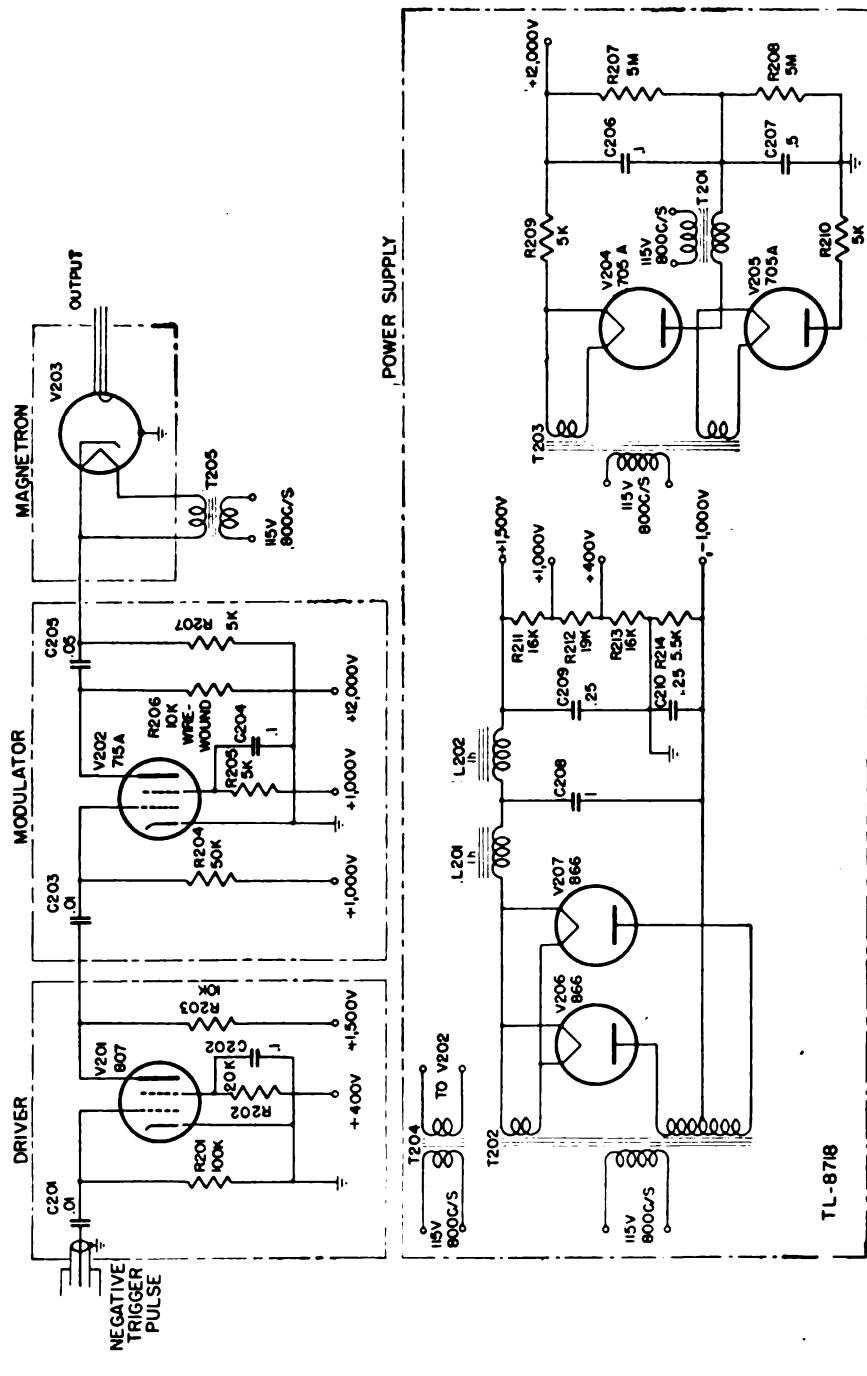 NEGATIVE
TRIGGER
PULSE
DRIVER
C201
.01
R201
100K
V201
807
R202
20K
C202
.1
R203
10K
+400V
+1,500V
MODULATOR
C203
.01
R204
50K
+1,000V
V202
715A
R205
5K
C204
.1
+1,000V
R206
10K
WIRE-
WOUND
+12,000V
C205
.05
R207
5K
MAGNETRON
V203
OUTPUT
T205
115V
800C/S
POWER SUPPLY
T204
115V
800C/S
TO V202
T202
115V
800C/S
V206
866
V207
866
L201
1h
L202
1h
C208
.1
C209
.25
C210
.25
R211
16K
R212
19K
R213
16K
R214
5.5K
+1,500V
+1,000V
+400V
-1,000V
T203
115V
800C/S
V204
705A
V205
705A
T201
115V
800C/S
R209
5K
R210
5K
C206
.1
C207
.5
R207
5M
R208
5M
+12,000V
TL-8718